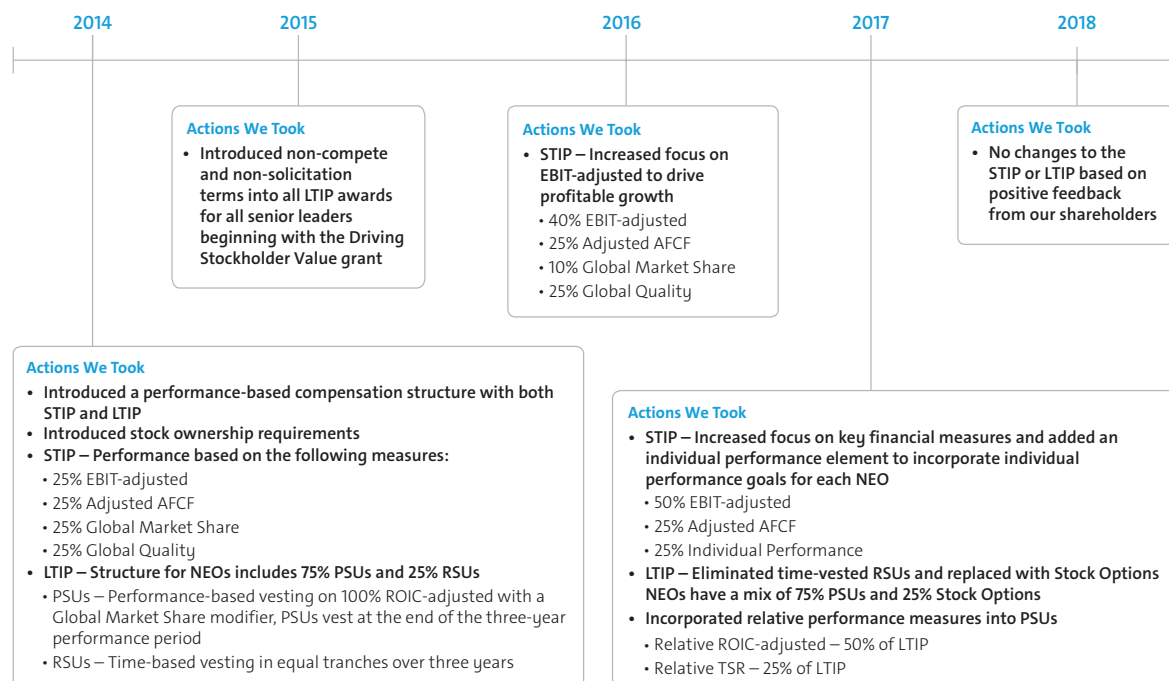 2014
2015
2016
2017
2018
Actions We Took
• Introduced non-compete
and non-solicitation
terms into all LTIP awards
for all senior leaders
beginning with the Driving
Stockholder Value grant
Actions We Took
• STIP – Increased focus on
EBIT-adjusted to drive
profitable growth
• 40% EBIT-adjusted
• 25% Adjusted AFCF
• 10% Global Market Share
• 25% Global Quality
Actions We Took
• No changes to the
STIP or LTIP based on
positive feedback
from our shareholders
Actions We Took
• Introduced a performance-based compensation structure with both
STIP and LTIP
• Introduced stock ownership requirements
• STIP – Performance based on the following measures:
• 25% EBIT-adjusted
• 25% Adjusted AFCF
• 25% Global Market Share
• 25% Global Quality
• LTIP – Structure for NEOs includes 75% PSUs and 25% RSUs
• PSUs – Performance-based vesting on 100% ROIC-adjusted with a
Global Market Share modifier, PSUs vest at the end of the three-year
performance period
• RSUs – Time-based vesting in equal tranches over three years
Actions We Took
• STIP – Increased focus on key financial measures and added an
individual performance element to incorporate individual
performance goals for each NEO
• 50% EBIT-adjusted
• 25% Adjusted AFCF
• 25% Individual Performance
• LTIP – Eliminated time-vested RSUs and replaced with Stock Options
NEOs have a mix of 75% PSUs and 25% Stock Options
• Incorporated relative performance measures into PSUs
• Relative ROIC-adjusted – 50% of LTIP
• Relative TSR – 25% of LTIP